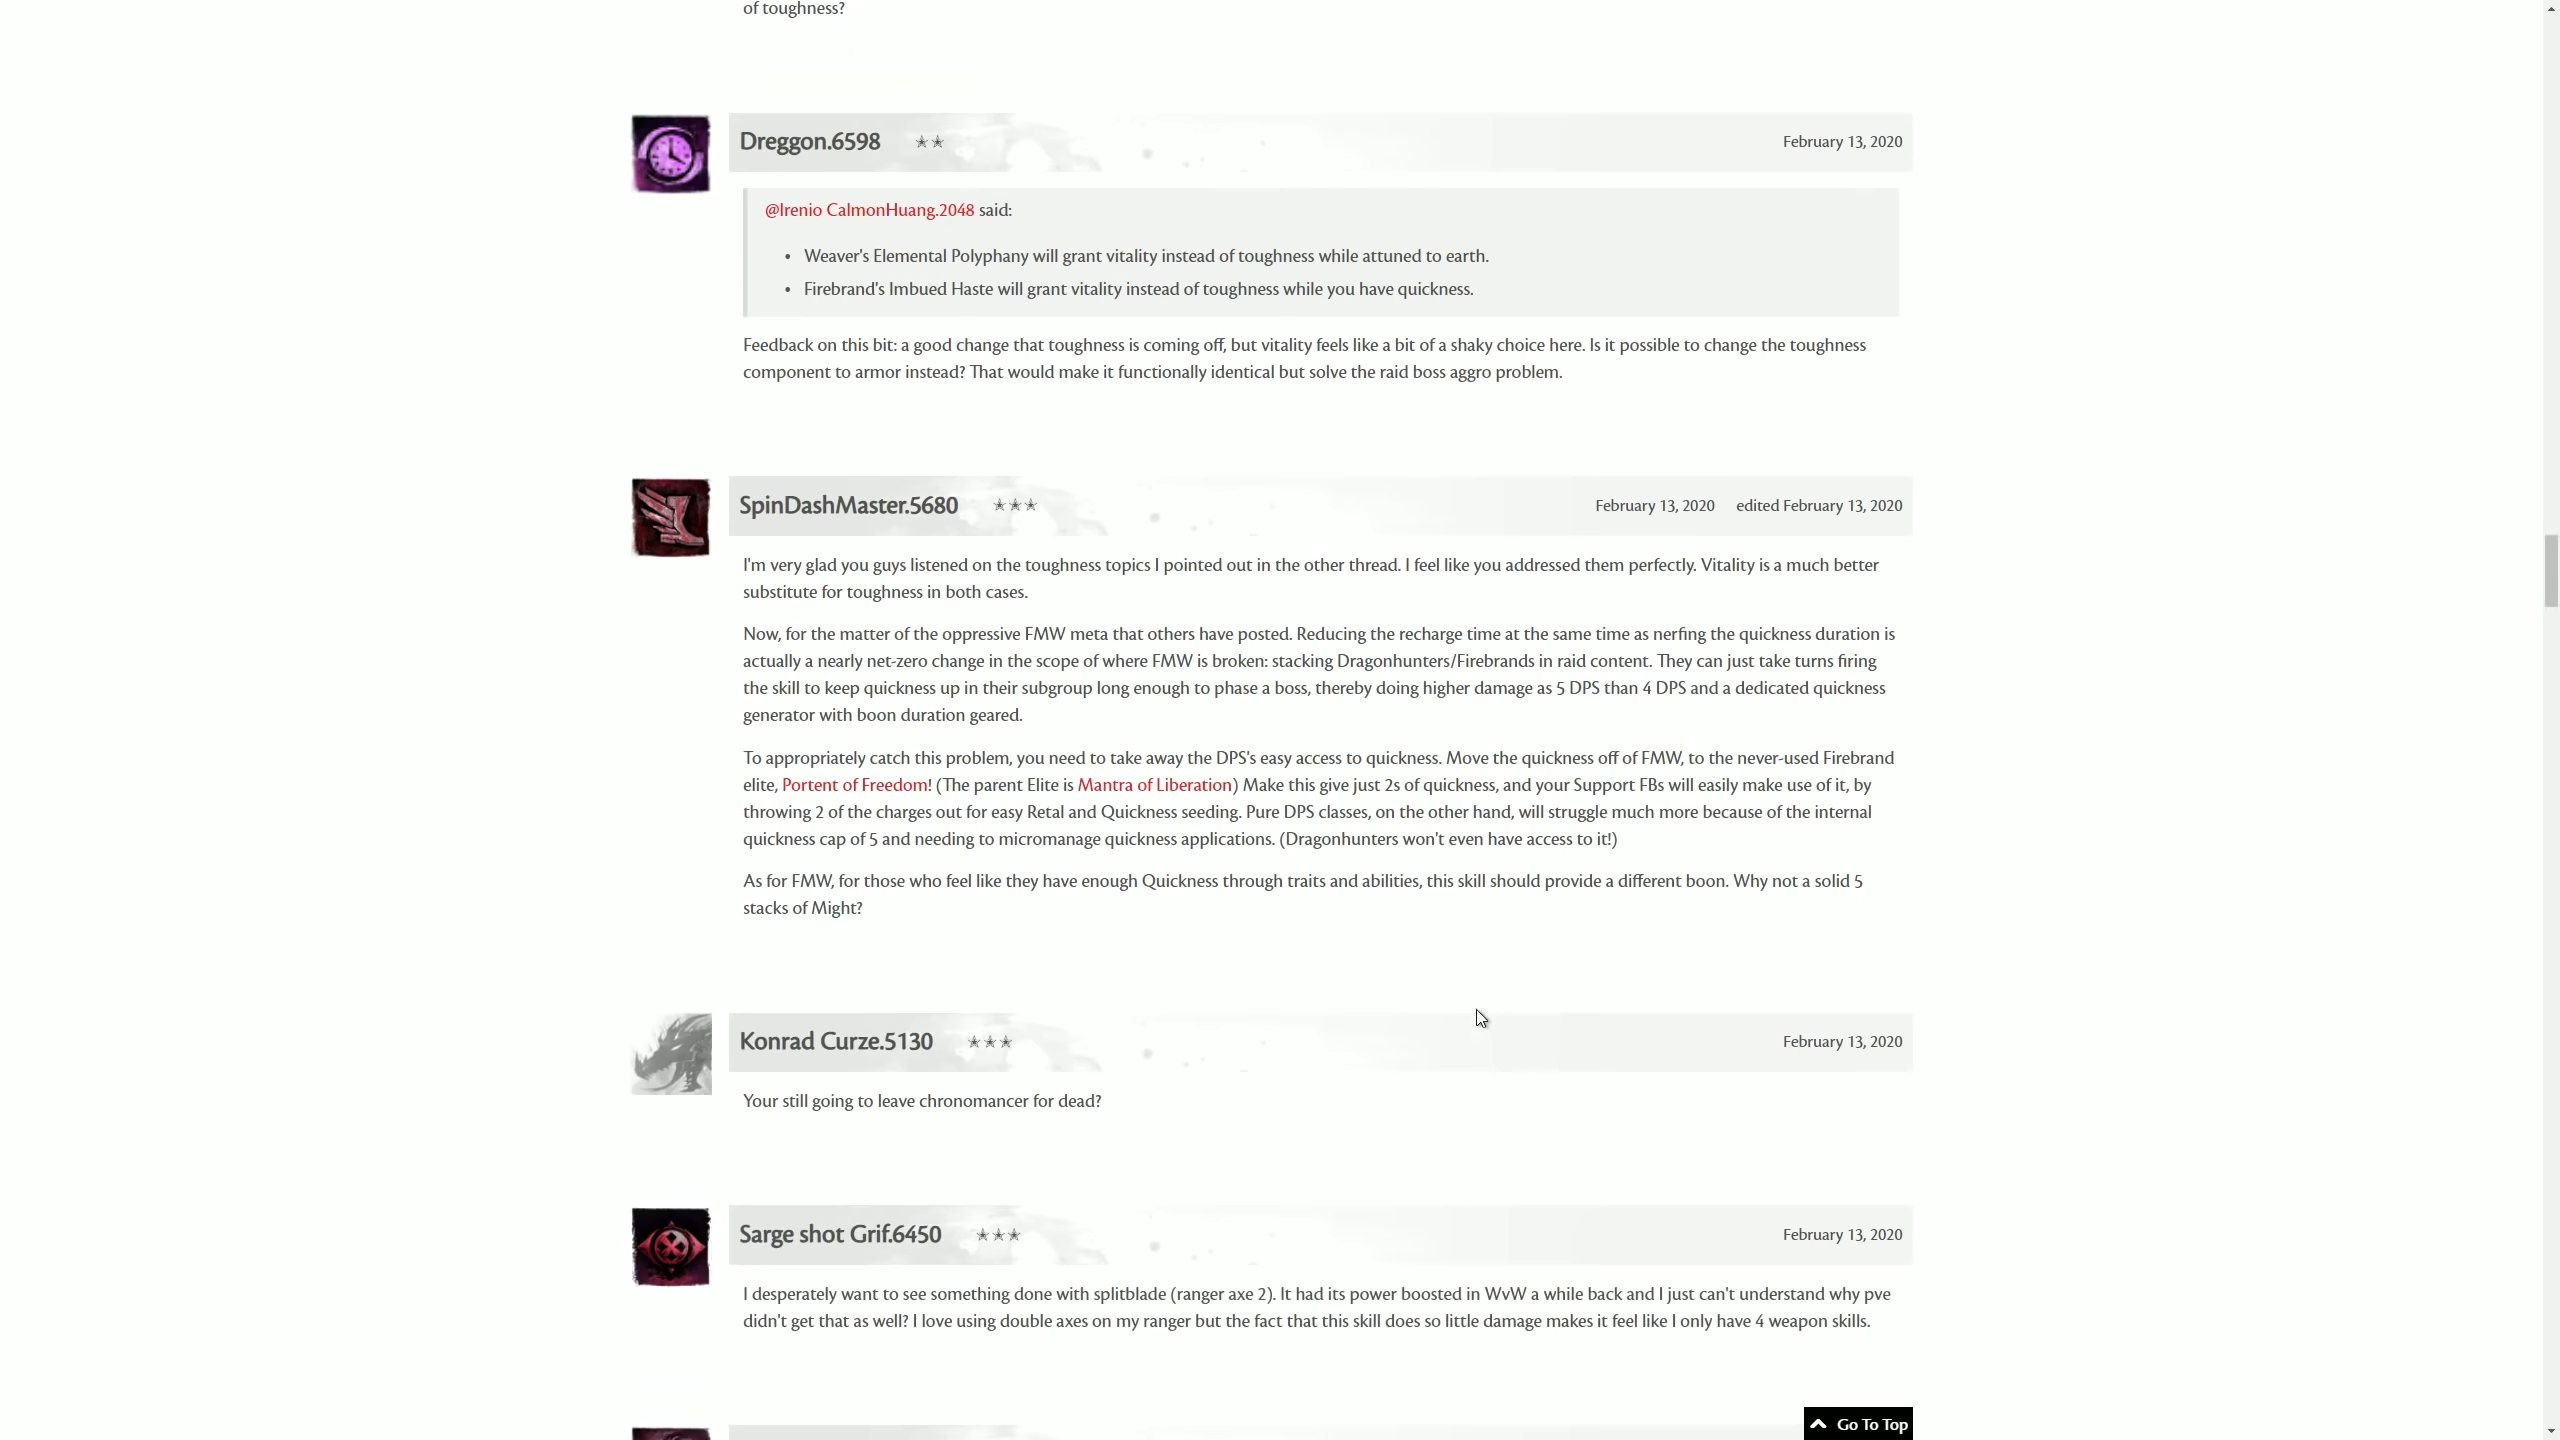 of toughness?
Dreggon.6598 ★★ February 13, 2020
@Irenio CalmonHuang.2048 said:
• Weaver's Elemental Polyphany will grant vitality instead of toughness while attuned to earth.
• Firebrand's Imbued Haste will grant vitality instead of toughness while you have quickness.
Feedback on this bit: a good change that toughness is coming off, but vitality feels like a bit of a shaky choice here. Is it possible to change the toughness
component to armor instead? That would make it functionally identical but solve the raid boss aggro problem.
SpinDashMaster.5680 ★★★ February 13, 2020 edited February 13, 2020
I'm very glad you guys listened on the toughness topics I pointed out in the other thread. I feel like you addressed them perfectly. Vitality is a much better
substitute for toughness in both cases.
Now, for the matter of the oppressive FMW meta that others have posted. Reducing the recharge time at the same time as nerfing the quickness duration is
actually a nearly net-zero change in the scope of where FMW is broken: stacking Dragonhunters/Firebrands in raid content. They can just take turns firing
the skill to keep quickness up in their subgroup long enough to phase a boss, thereby doing higher damage as 5 DPS than 4 DPS and a dedicated quickness
generator with boon duration geared.
To appropriately catch this problem, you need to take away the DPS's easy access to quickness. Move the quickness off of FMW, to the never-used Firebrand
elite, Portent of Freedom! (The parent Elite is Mantra of Liberation) Make this give just 2s of quickness, and your Support FBs will easily make use of it, by
throwing 2 of the charges out for easy Retal and Quickness seeding. Pure DPS classes, on the other hand, will struggle much more because of the internal
quickness cap of 5 and needing to micromanage quickness applications. (Dragonhunters won't even have access to it!)
As for FMW, for those who feel like they have enough Quickness through traits and abilities, this skill should provide a different boon. Why not a solid 5
stacks of Might?
Konrad Curze.5130 ★★★ February 13, 2020
Your still going to leave chronomancer for dead?
Sarge shot Grif.6450 ★★★ February 13, 2020
I desperately want to see something done with splitblade (ranger axe 2). It had its power boosted in WvW a while back and I just can't understand why pve
didn't get that as well? I love using double axes on my ranger but the fact that this skill does so little damage makes it feel like I only have 4 weapon skills.
Go To Top